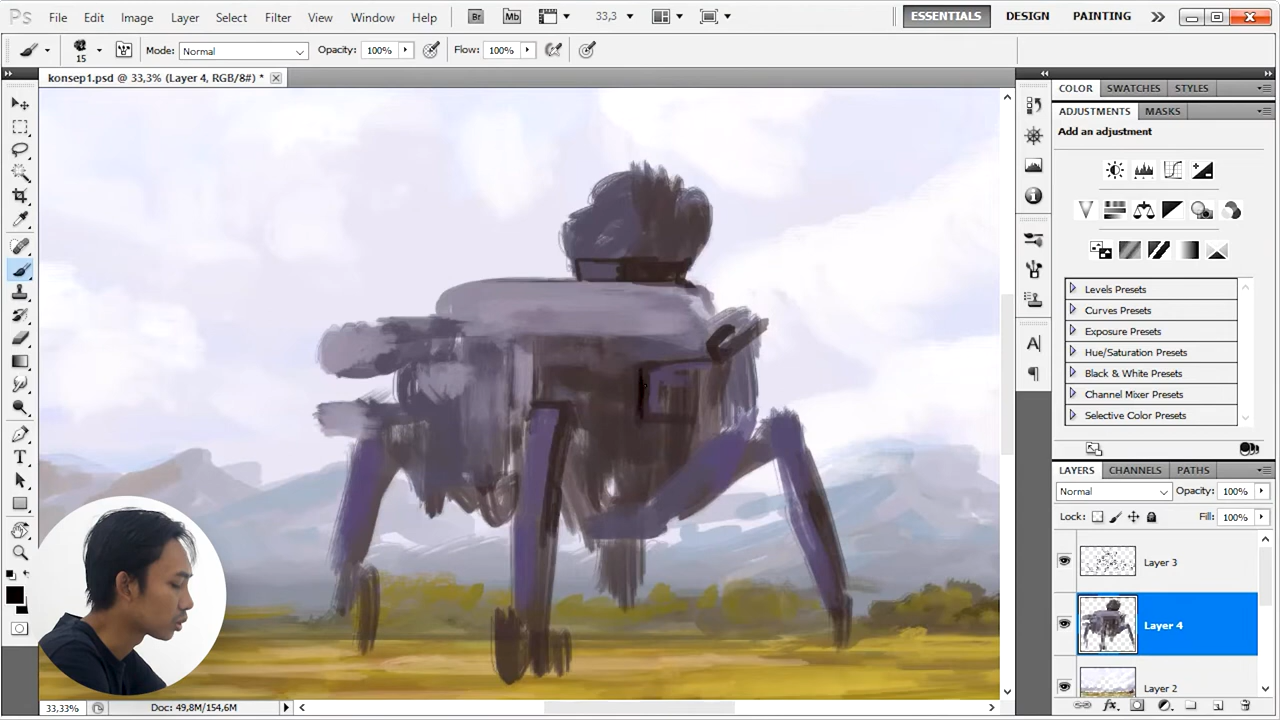 Ps File Edit Image Layer Select Filter View Window Help Br Mb 33,3 ESSENTIALS DESIGN PAINTING
15 Mode: Normal Opacity: 100% Flow: 100%
konsep1.psd @ 33,3% (Layer 4, RGB/8#) *
COLOR SWATCHES STYLES
ADJUSTMENTS MASKS
Add an adjustment
Levels Presets
Curves Presets
Exposure Presets
Hue/Saturation Presets
Black & White Presets
Channel Mixer Presets
Selective Color Presets
LAYERS CHANNELS PATHS
Normal Opacity: 100%
Lock: Fill: 100%
Layer 3
Layer 4
Layer 2
33,33% Doc: 49,8M/154,6M